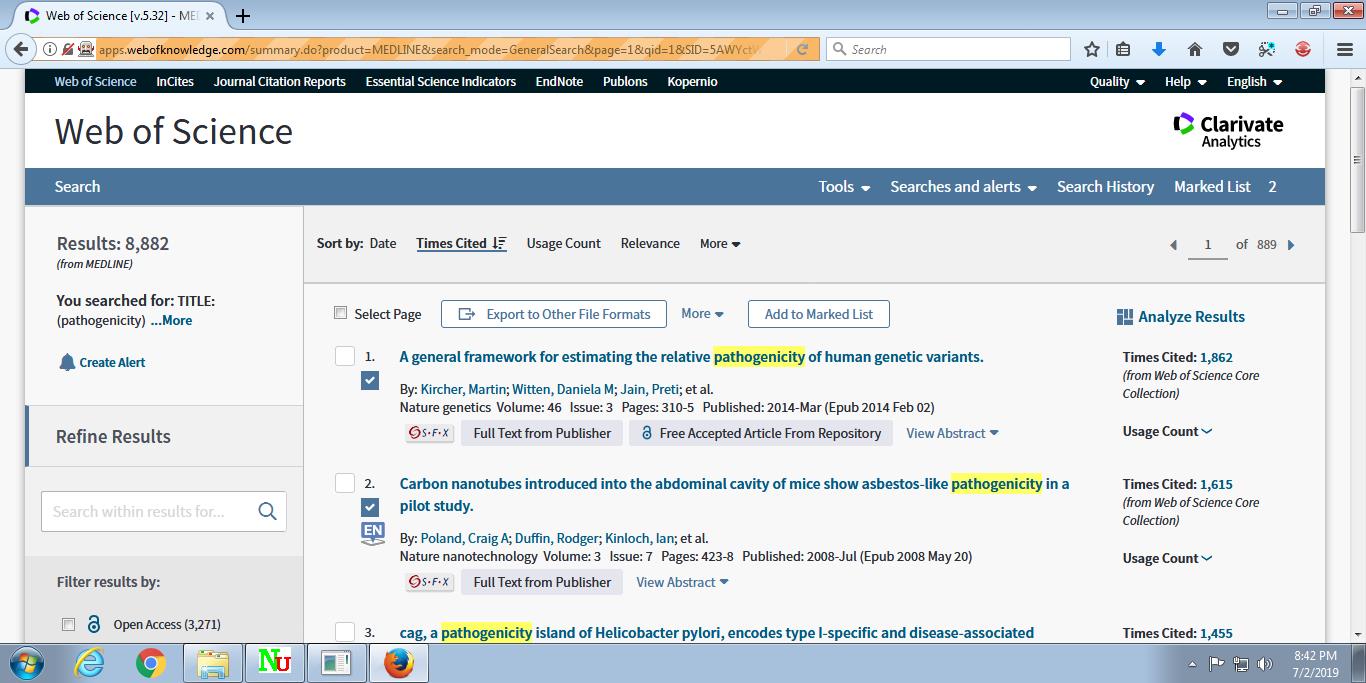 Web of Science [v.5.32] - ME
apps.webofknowledge.com/summary.do?product=MEDLINE&search_mode=GeneralSearch&page=1&qid=1&SID=5AWYct
Search
Web of Science InCites Journal Citation Reports Essential Science Indicators EndNote Publons Kopernio Quality Help English
Web of Science
Clarivate
Analytics
Search Tools Searches and alerts Search History Marked List 2
Results: 8,882
(from MEDLINE)
You searched for: TITLE:
(pathogenicity) ...More
Create Alert
Refine Results
Search within results for...
Filter results by:
Open Access (3,271)
Sort by: Date Times Cited Usage Count Relevance More
1 of 889
Select Page Export to Other File Formats More Add to Marked List
Analyze Results
1. A general framework for estimating the relative pathogenicity of human genetic variants.
By: Kircher, Martin; Witten, Daniela M; Jain, Preti; et al.
Nature genetics Volume: 46 Issue: 3 Pages: 310-5 Published: 2014-Mar (Epub 2014 Feb 02)
S·F·X Full Text from Publisher Free Accepted Article From Repository View Abstract
Times Cited: 1,862
(from Web of Science Core
Collection)
Usage Count
2. Carbon nanotubes introduced into the abdominal cavity of mice show asbestos-like pathogenicity in a
pilot study.
EN
By: Poland, Craig A; Duffin, Rodger; Kinloch, Ian; et al.
Nature nanotechnology Volume: 3 Issue: 7 Pages: 423-8 Published: 2008-Jul (Epub 2008 May 20)
S·F·X Full Text from Publisher View Abstract
Times Cited: 1,615
(from Web of Science Core
Collection)
Usage Count
3. cag, a pathogenicity island of Helicobacter pylori, encodes type I-specific and disease-associated
Times Cited: 1,455
NU
8:42 PM
7/2/2019